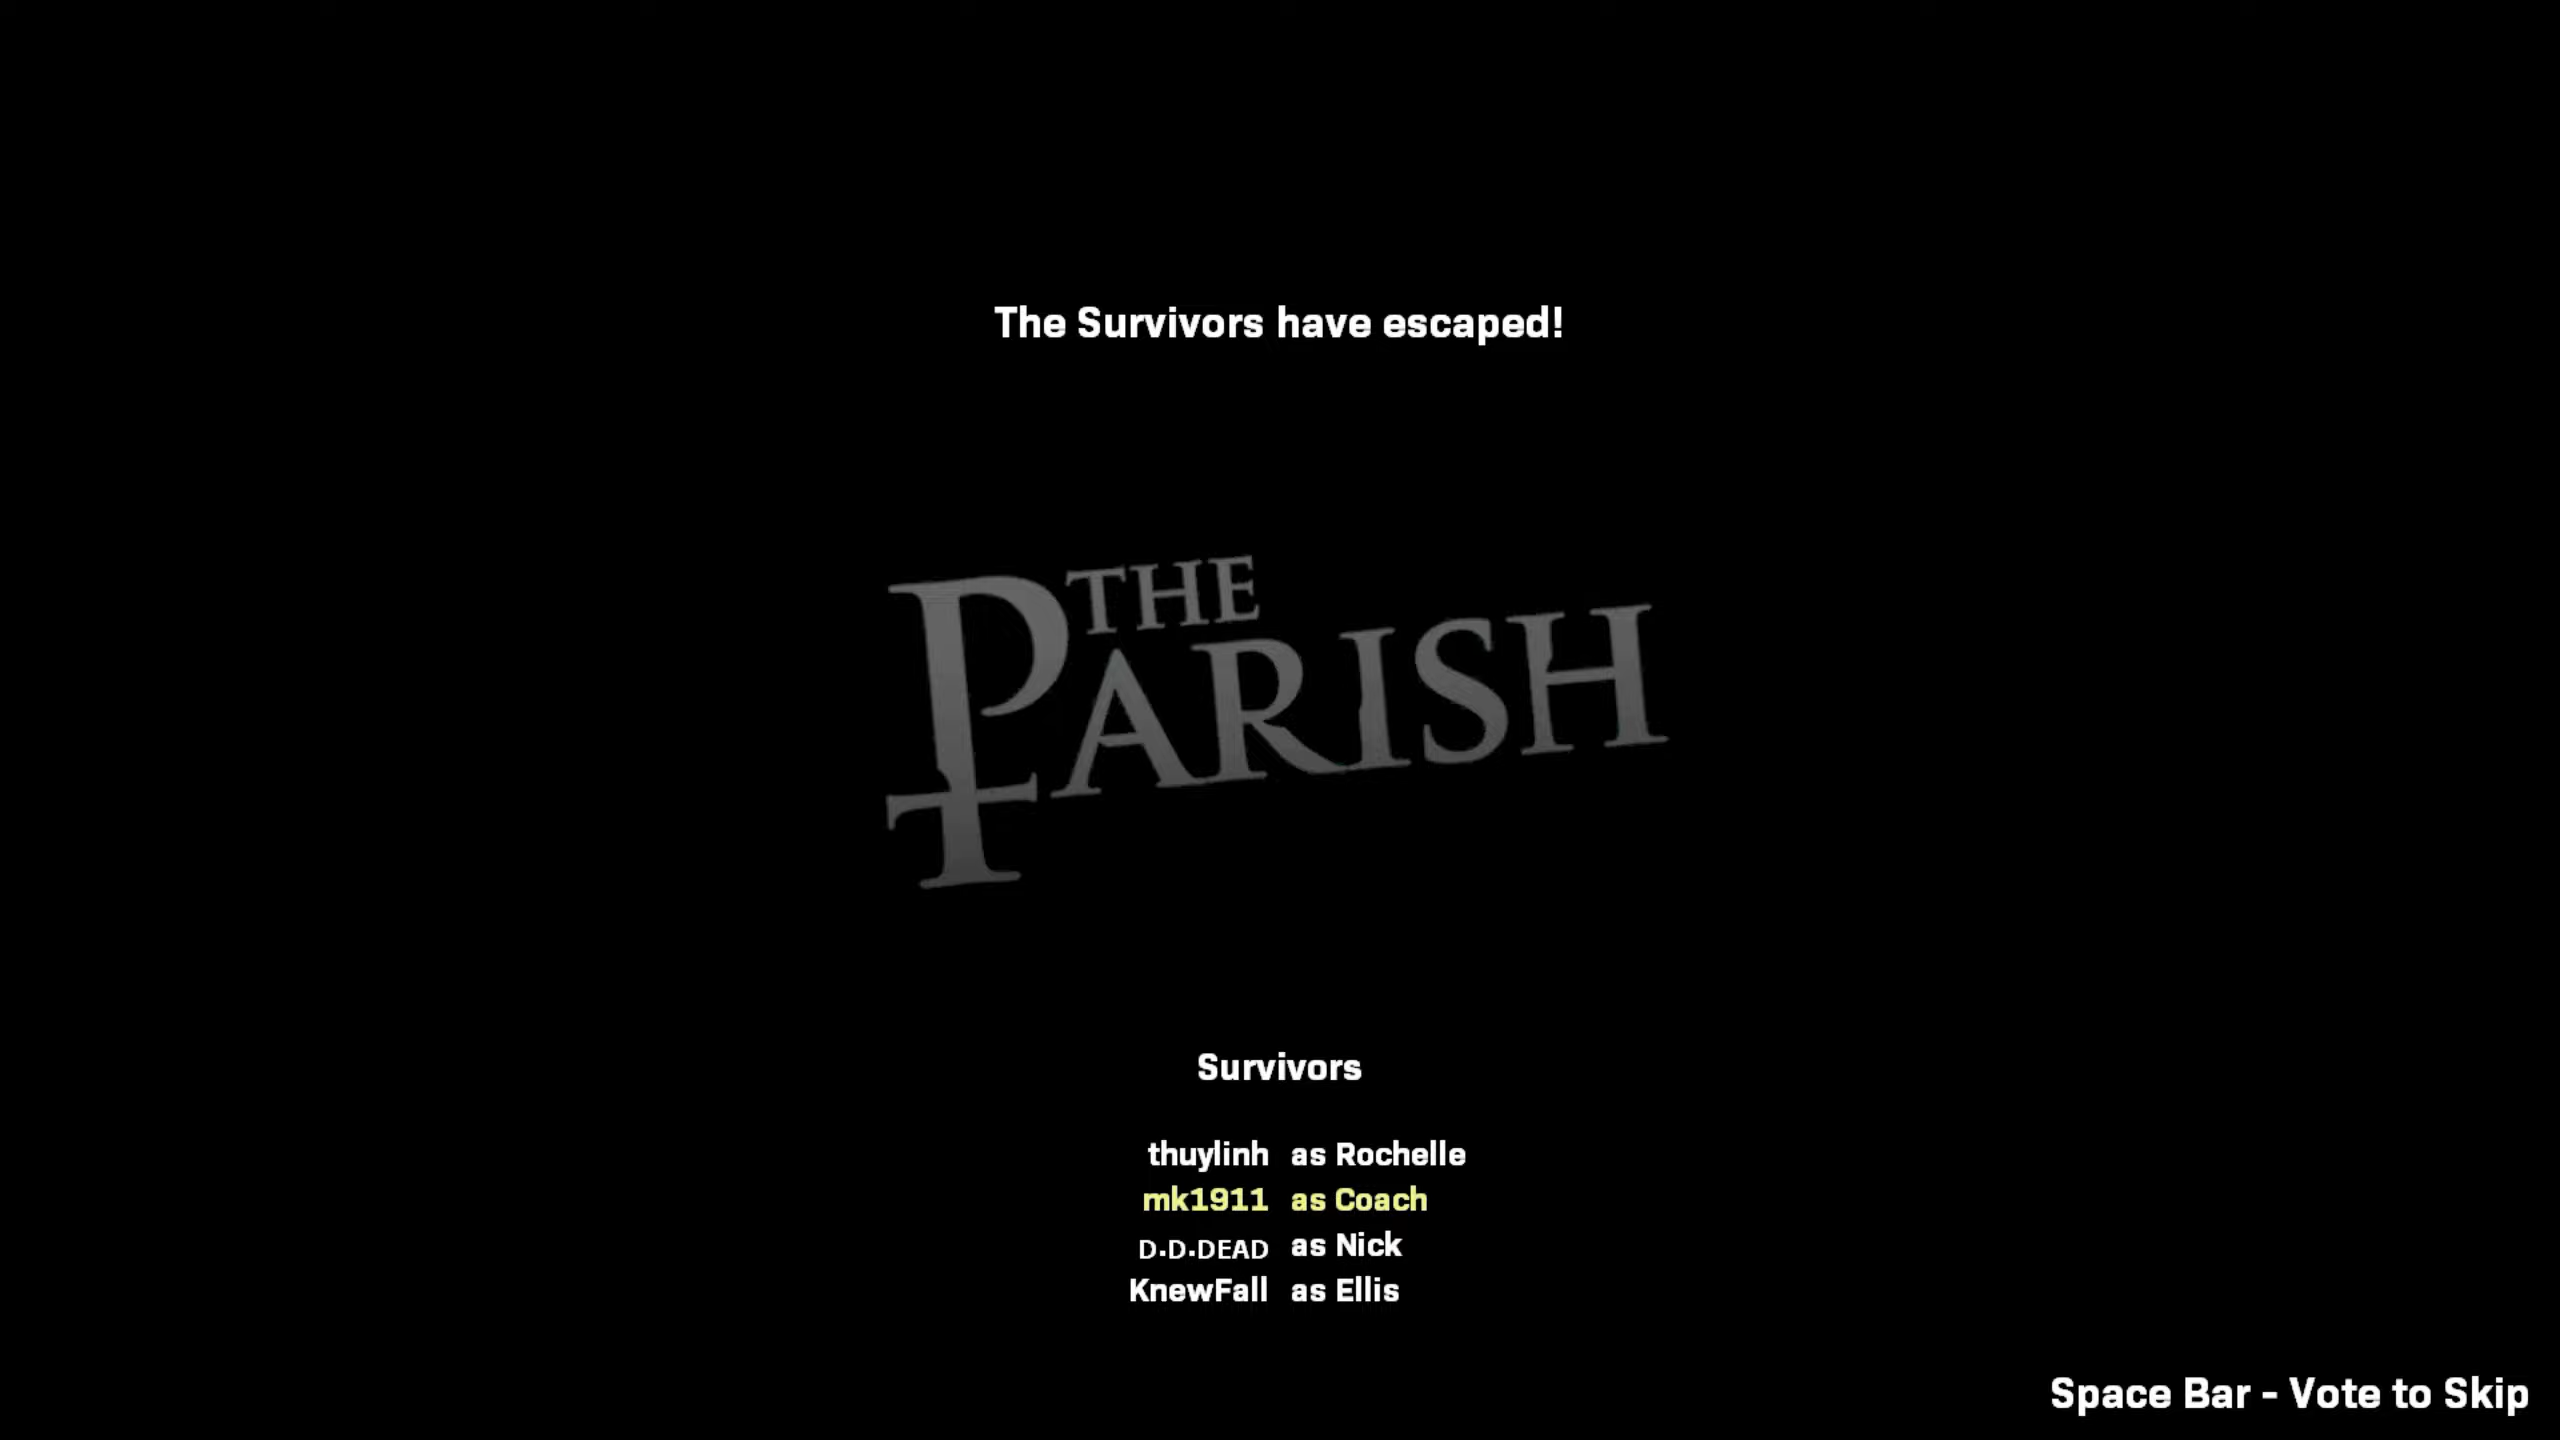 The Survivors have escaped!
THE
PARISH
Survivors
thuylinh as Rochelle
mk1911 as Coach
D.D.DEAD as Nick
KnewFall as Ellis
Space Bar - Vote to Skip